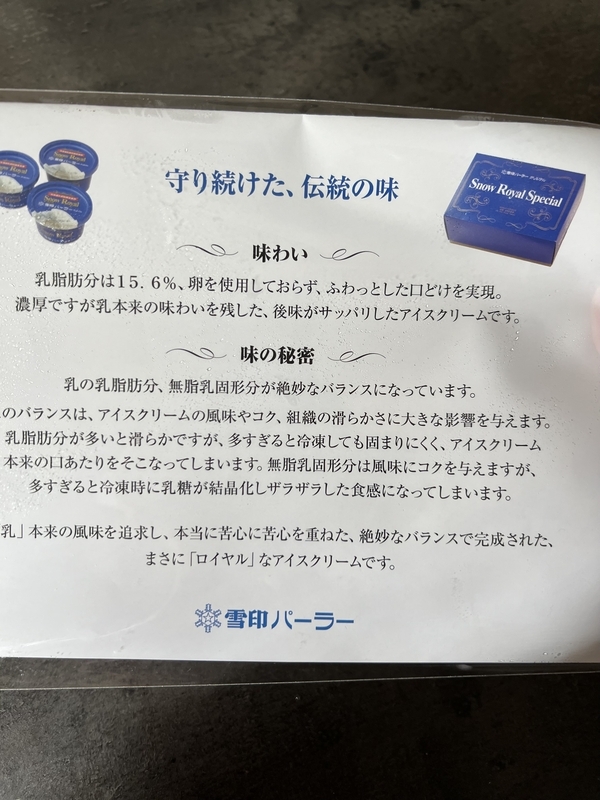 守り続けた、伝統の味
Snow Royal
Snow Royal
Snow Royal Special
味わい
乳脂肪分は１５．６％、卵を使用しておらず、ふわっとした口どけを実現。
濃厚ですが乳本来の味わいを残した、後味がサッパリしたアイスクリームです。
味の秘密
乳の乳脂肪分、無脂乳固形分が絶妙なバランスになっています。
のバランスは、アイスクリームの風味やコク、組織の滑らかさに大きな影響を与えます。
乳脂肪分が多いと滑らかですが、多すぎると冷凍しても固まりにくく、アイスクリーム
本来の口あたりをそこなってしまいます。無脂乳固形分は風味にコクを与えますが、
多すぎると冷凍時に乳糖が結晶化しザラザラした食感になってしまいます。
乳」本来の風味を追求し、本当に苦心に苦心を重ねた、絶妙なバランスで完成された、
まさに「ロイヤル」なアイスクリームです。
雪印パーラー